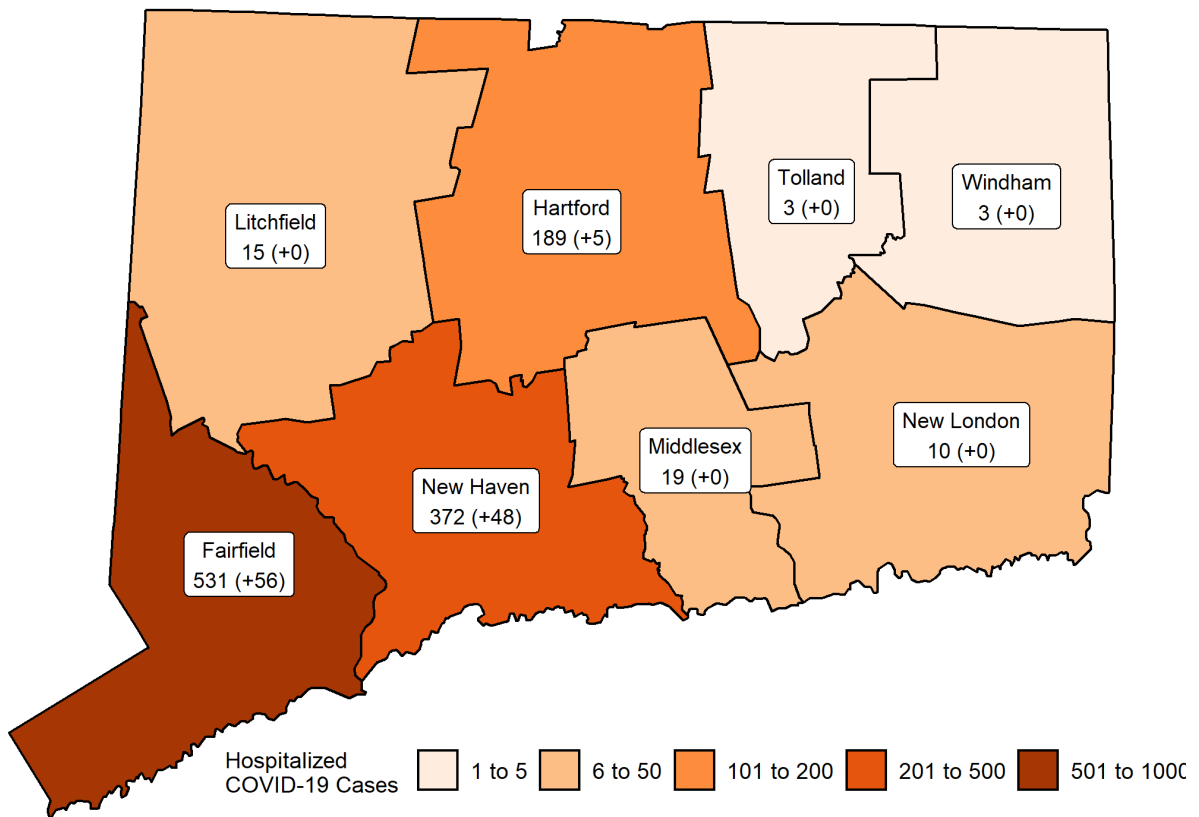 Tolland
3 (+0)
Windham
3 (+0)
Hartford
189 (+5)
Litchfield
15 (+0)
New London
10 (+0)
Middlesex
19 (+0)
New Haven
372 (+48)
Fairfield
531 (+56)
Hospitalized
COVID-19 Cases
1 to 5
6 to 50
101 to 200
201 to 500
501 to 1000